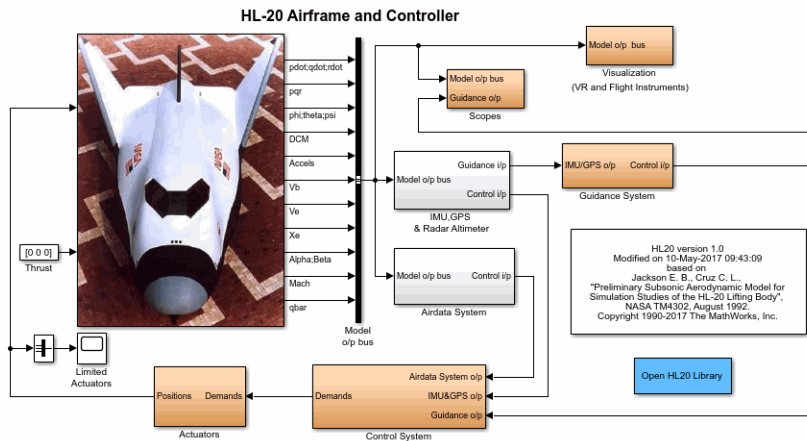 HL-20 Airframe and Controller
pdot;qdot;rdot
pqr
phi;theta;psi
DCM
Accels
Vb
Ve
Xe
Alpha;Beta
Mach
qbar
Model
o/p bus
[0 0 0]
Thrust
Limited
Actuators
Model o/p bus
Visualization
(VR and Flight Instruments)
Model o/p bus
Guidance o/p
Scopes
Guidance i/p
Model o/p bus
Control i/p
IMU,GPS
& Radar Altimeter
IMU/GPS o/p Control i/p
Guidance System
Model o/p bus Control i/p
Airdata System
HL20 version 1.0
Modified on 10-May-2017 09:43:09
based on
Jackson E. B., Cruz C. L.,
"Preliminary Subsonic Aerodynamic Model for
Simulation Studies of the HL-20 Lifting Body",
NASA TM4302, August 1992.
Copyright 1990-2017 The MathWorks, Inc.
Open HL20 Library
Positions Demands
Actuators
Airdata System o/p
Demands IMU&GPS o/p
Guidance o/p
Control System